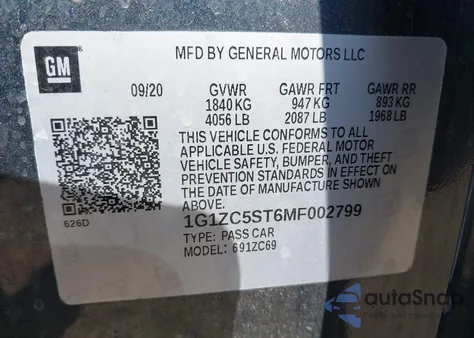 GM
MFD BY GENERAL MOTORS LLC
09/20 GVWR GAWR FRT GAWR RR
1840 KG 947 KG 893 KG
4056 LB 2087 LB 1968 LB
THIS VEHICLE CONFORMS TO ALL
APPLICABLE U.S. FEDERAL MOTOR
VEHICLE SAFETY, BUMPER, AND THEFT
PREVENTION STANDARDS IN EFFECT ON
THE DATE OF MANUFACTURE SHOWN
ABOVE.
626D
1G1ZC5ST6MF002799
TYPE: PASS CAR
MODEL: 691ZC69
autoSnap